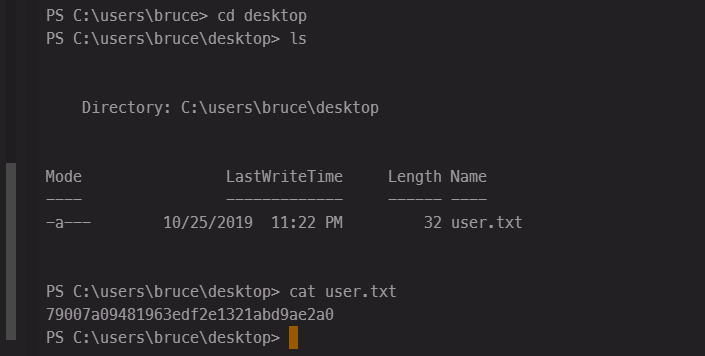 PS C:\users\bruce> cd desktop
PS C:\users\bruce\desktop> ls
Directory: C:\users\bruce\desktop
Mode LastWriteTime Length Name
---- ------------- ------ ----
-a--- 10/25/2019 11:22 PM 32 user.txt
PS C:\users\bruce\desktop> cat user.txt
79007a09481963edf2e1321abd9ae2a0
PS C:\users\bruce\desktop>